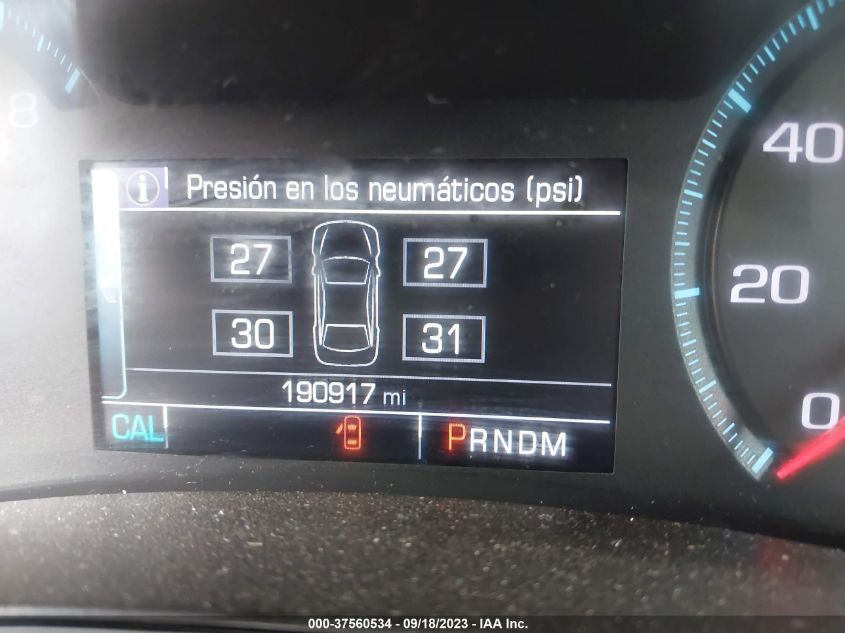 8
Presión en los neumáticos (psi)
27 27
30 31
190917 mi
CAL PRNDM
40
20
0
000-37560534 - 09/18/2023 - IAA Inc.